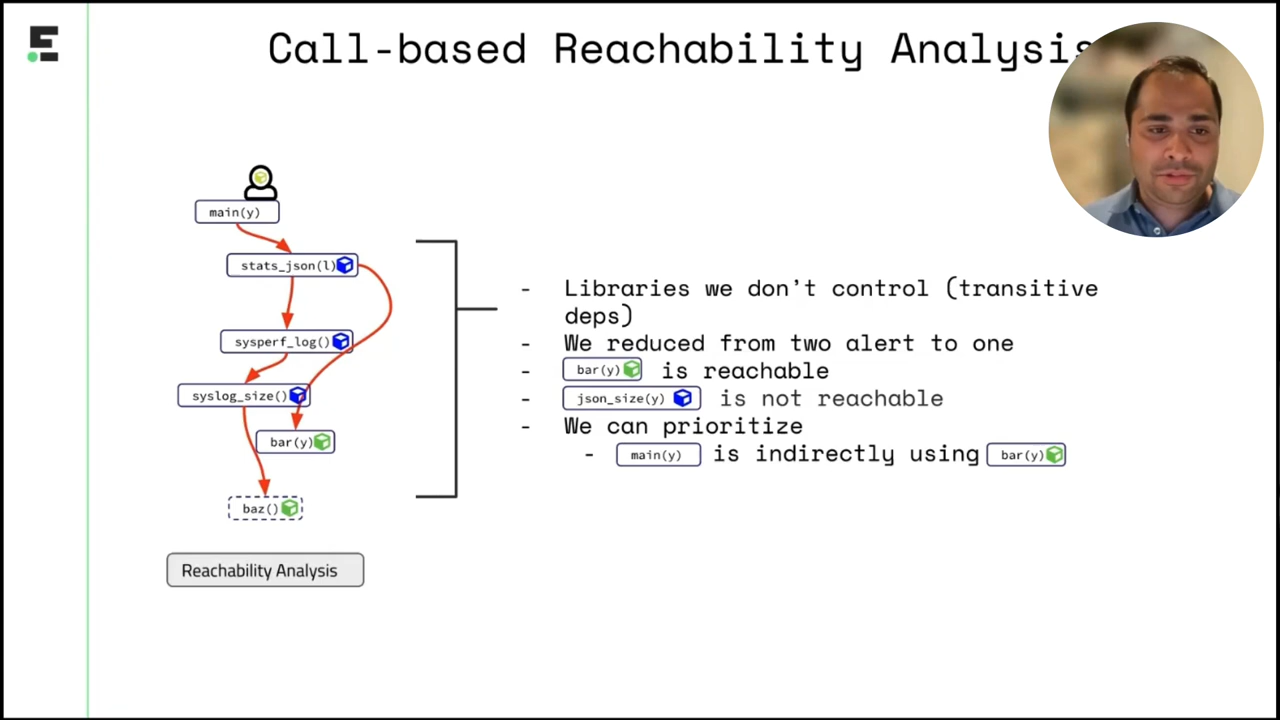 Call-based Reachability Analysis
main(y)
stats_json(l)
sysperf_log()
syslog_size()
bar(y)
baz()
Reachability Analysis
- Libraries we don't control (transitive
deps)
- We reduced from two alert to one
- bar(y) is reachable
- json_size(y) is not reachable
- We can prioritize
- main(y) is indirectly using bar(y)